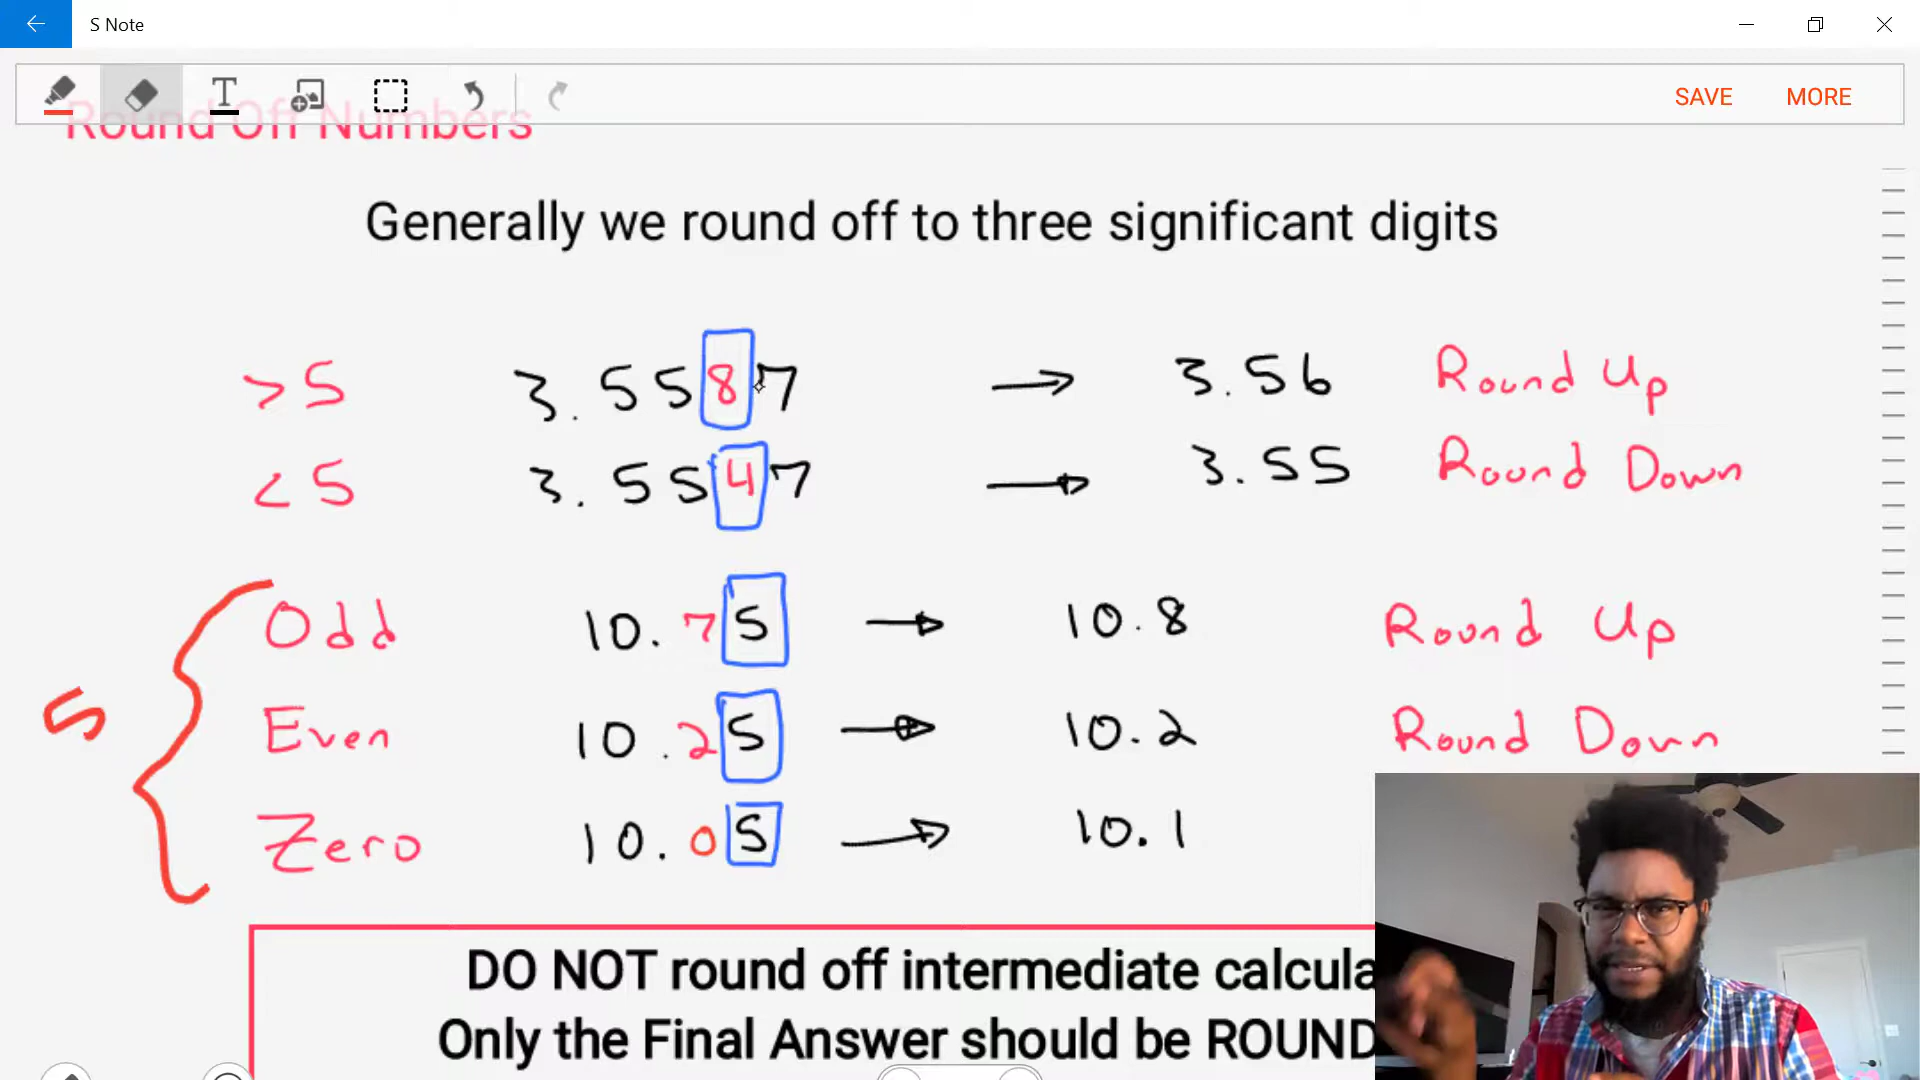 S Note
SAVE MORE
Round Off Numbers
Generally we round off to three significant digits
>5 3.5587 → 3.56 Round Up
<5 3.5547 → 3.55 Round Down
5
Odd 10.75 → 10.8 Round Up
Even 10.25 → 10.2 Round Down
Zero 10.05 → 10.1
DO NOT round off intermediate calcula
Only the Final Answer should be ROUND